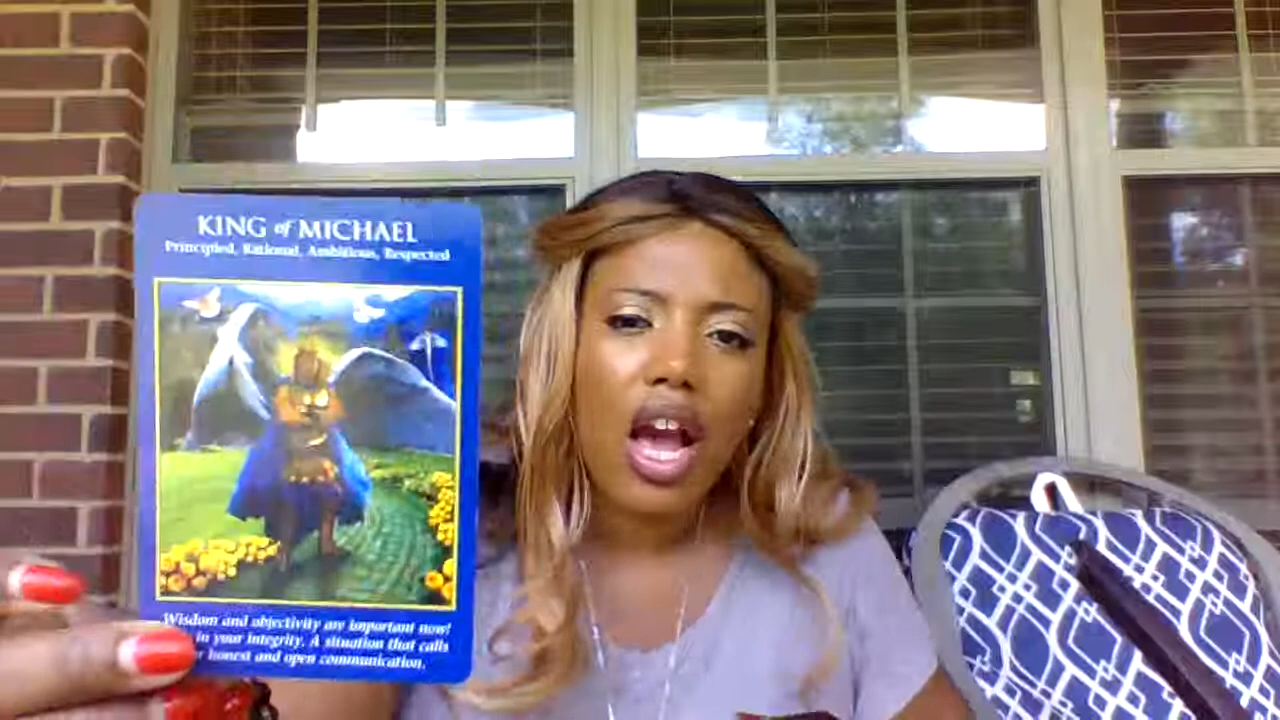 KING of MICHAEL
Principled, Rational, Ambitious, Respected
Wisdom and objectivity are important now!
in your integrity. A situation that calls
honest and open communication.